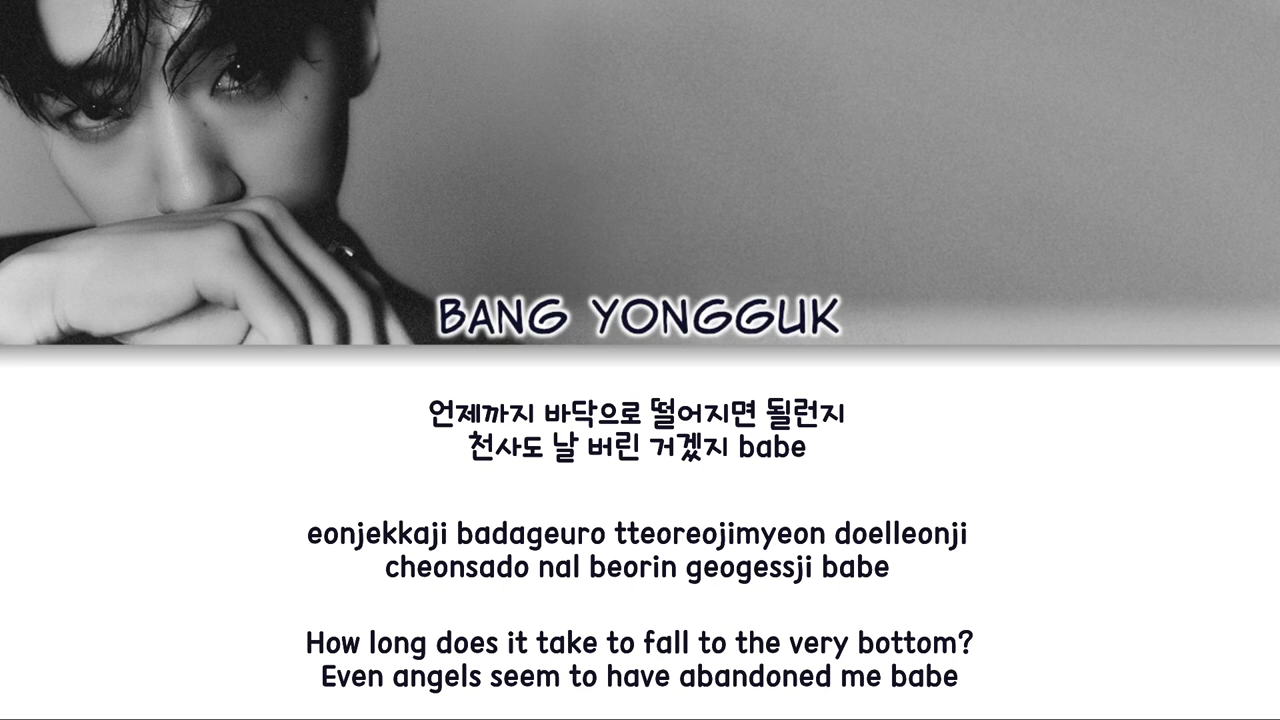 BANG YONGGUK
언제까지 바닥으로 떨어지면 될런지
천사도 날 버린 거겠지 babe
eonjekkaji badageuro tteoreojimyeon doelleonji
cheonsado nal beorin geogessji babe
How long does it take to fall to the very bottom?
Even angels seem to have abandoned me babe